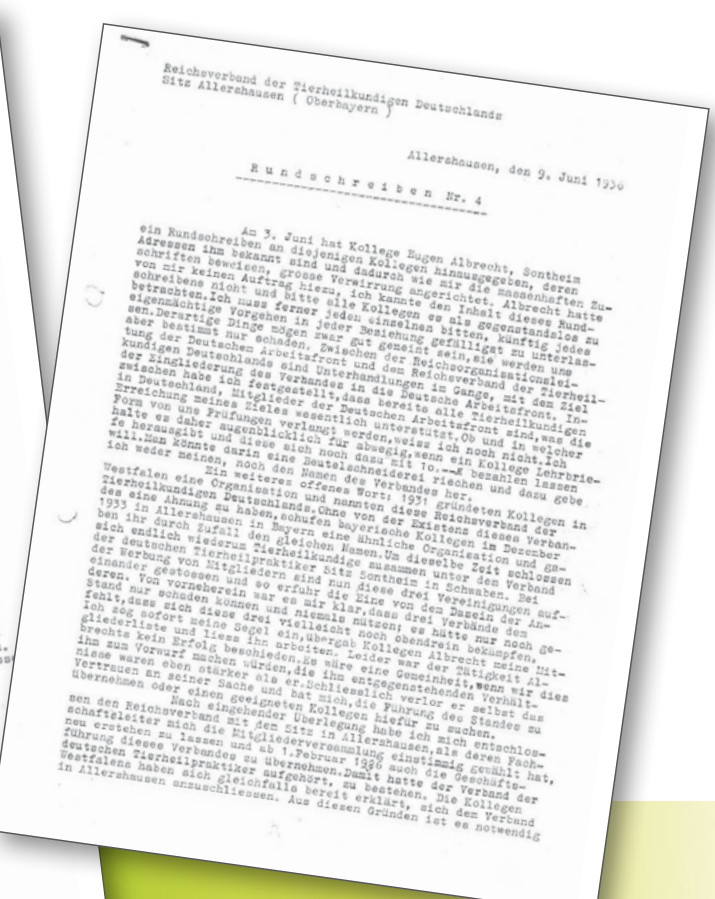 Reichsverband der Tierheilkundigen Deutschlands
Sitz Allershausen ( Oberbayern )
Allershausen, den 9. Juni 1936
R u n d s c h r e i b e n Nr. 4
Am 3. Juni hat Kollege Eugen Albrecht, Sontheim
ein Rundschreiben an diejenigen Kollegen hinausgegeben, deren
Adressen ihm bekannt sind und dadurch wie mir die massenhaften Zu-
schriften beweisen, grosse Verwirrung angerichtet. Albrecht hatte
von mir keinen Auftrag hiezu, ich kannte den Inhalt dieses Rund-
schreibens nicht und bitte alle Kollegen es als gegenstandslos zu
betrachten.Ich muss ferner jeden einzelnen bitten, künftig jedes
eigenmächtige Vorgehen in jeder Beziehung gefälligst zu unterlas-
sen.Derartige Dinge mögen zwar gut gemeint sein,sie werden uns
aber bestimmt nur schaden. Zwischen der Reichsorganisationslei-
tung der Deutschen Arbeitsfront und dem Reichsverband der Tierheil-
kundigen Deutschlands sind Unterhandlungen im Gange, mit dem Ziel
der Eingliederung des Verbandes in die Deutsche Arbeitsfront. In-
zwischen habe ich festgestellt,dass bereits alle Tierheilkundigen
in Deutschland, Mitglieder der Deutschen Arbeitsfront sind,was die
Erreichung meines Zieles wesentlich unterstützt.Ob und in welcher
Form von uns Prüfungen verlangt werden,weiss ich noch nicht.Ich
halte es daher augenblicklich für abwegig,wenn ein Kollege Lehrbrie-
fe herausgibt und diese sich noch dazu mit 10.-- bezahlen lassen
will.Man könnte darin eine Beutelschneiderei riechen und dazu gebe
ich weder meinen, noch den Namen des Verbandes her.
Ein weiteres offenes Wort: 1931 gründeten Kollegen in
Westfalen eine Organisation und nannten diese Reichsverband der
Tierheilkundigen Deutschlands.Ohne von der Existenz dieses Verban-
des eine Ahnung zu haben,schufen bayerische Kollegen im Dezember
1933 in Allershausen in Bayern eine ähnliche Organisation und ga-
ben ihr durch Zufall den gleichen Namen.Um dieselbe Zeit schlossen
sich endlich wiederum Tierheilkundige zusammen unter dem Verband
der deutschen Tierheilpraktiker Sitz Sontheim in Schwaben. Bei
der Werbung von Mitgliedern sind nun diese drei Vereinigungen auf-
einander gestossen und so erfuhr die Eine von dem Dasein der An-
deren. Von vorneherein war es mir klar,dass drei Verbände dem
Stand nur schaden können und niemals nützen; es hätte nur noch ge-
fehlt,dass sich diese drei vielleicht noch obendrein bekämpfen.
Ich zog sofort meine Segel ein,übergab Kollegen Albrecht meine Mit-
gliederliste und liess ihn arbeiten. Leider war der Tätigkeit Al-
brechts kein Erfolg beschieden.Es wäre eine Gemeinheit,wenn wir dies
ihm zum Vorwurf machen würden,die ihm entgegenstehenden Verhält-
nisse waren eben stärker als er.Schliesslich verlor er selbst das
Vertrauen an seiner Sache und bat mich,die Führung des Standes zu
übernehmen oder einen geeigneten Kollegen hiefür zu suchen.
Nach eingehender Überlegung habe ich mich entschlos-
sen den Reichsverband mit dem Sitz in Allershausen,als deren Fach-
schaftsleiter mich die Mitgliederversammlung einstimmig gewählt hat,
neu erstehen zu lassen und ab 1.Februar 1936 auch die Geschäfts-
führung dieses Verbandes zu übernehmen.Damit hatte der Verband der
deutschen Tierheilpraktiker aufgehört, zu bestehen. Die Kollegen
Westfalens haben sich gleichfalls bereit erklärt, sich dem Verband
in Allershausen anzuschliessen. Aus diesen Gründen ist es notwendig